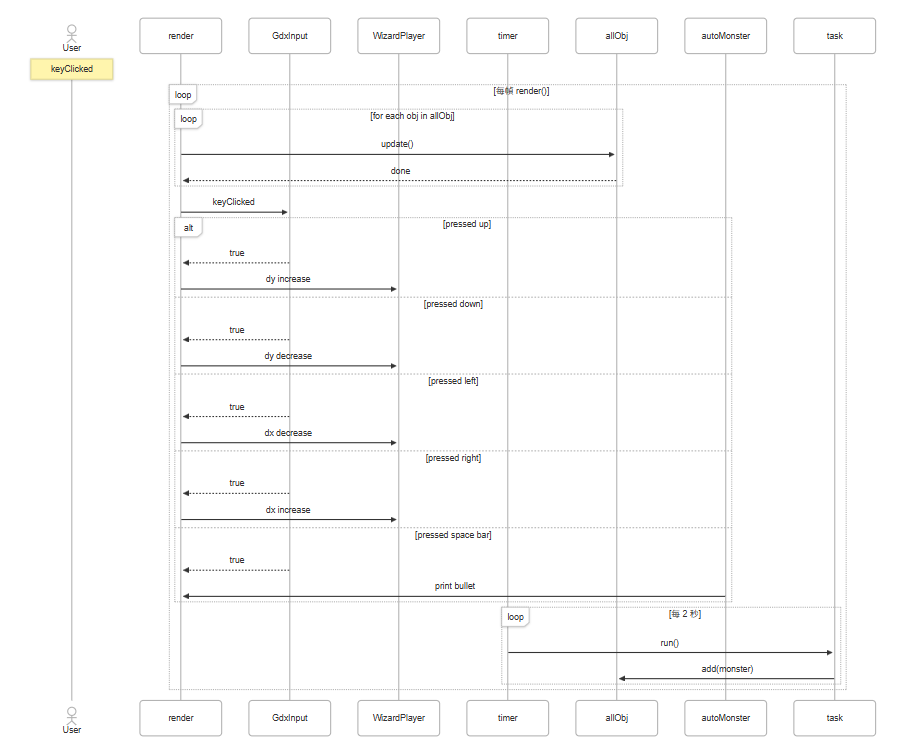 User
render
GdxInput
WizardPlayer
timer
allObj
autoMonster
task
keyClicked
loop
[每幀 render()]
loop
[for each obj in allObj]
update()
done
keyClicked
alt
[pressed up]
true
dy increase
[pressed down]
true
dy decrease
[pressed left]
true
dx decrease
[pressed right]
true
dx increase
[pressed space bar]
true
print bullet
loop
[每 2 秒]
run()
add(monster)
User
render
GdxInput
WizardPlayer
timer
allObj
autoMonster
task